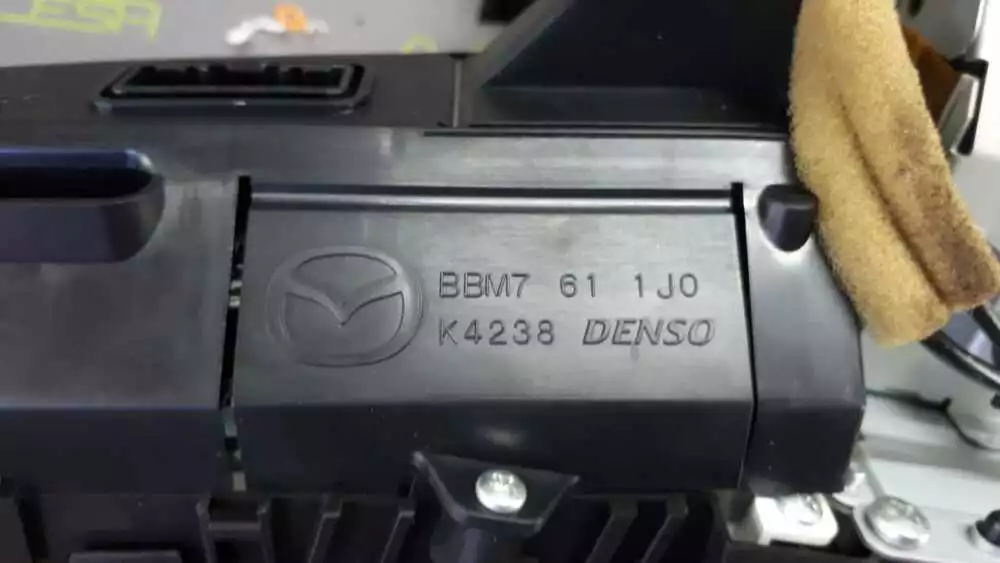 BBM7 61 1J0
K4238 DENSO